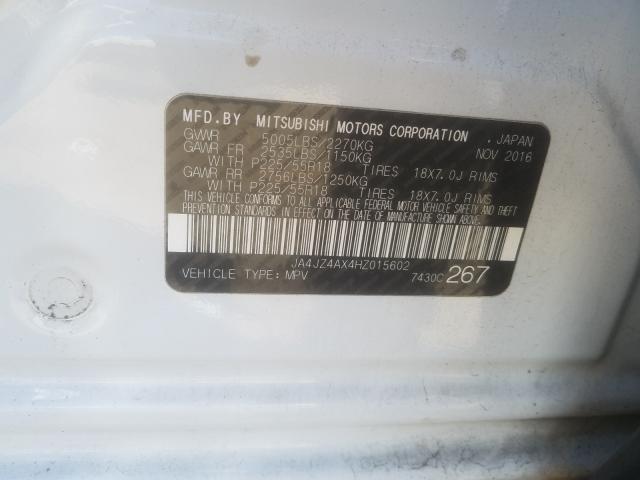 MFD.BY MITSUBISHI MOTORS CORPORATION , JAPAN
GVWR 5005LBS/2270KG NOV 2016
GAWR FR 2535LBS/1150KG
WITH P225/55R18 TIRES 18X7.0J RIMS
GAWR RR 2756LBS/1250KG
WITH P225/55R18 TIRES 18X7.0J RIMS
THIS VEHICLE CONFORMS TO ALL APPLICABLE FEDERAL MOTOR VEHICLE SAFETY AND THEFT
PREVENTION STANDARDS IN EFFECT ON THE DATE OF MANUFACTURE SHOWN ABOVE.
JA4JZ4AX4HZ015602
VEHICLE TYPE: MPV 7430C 267